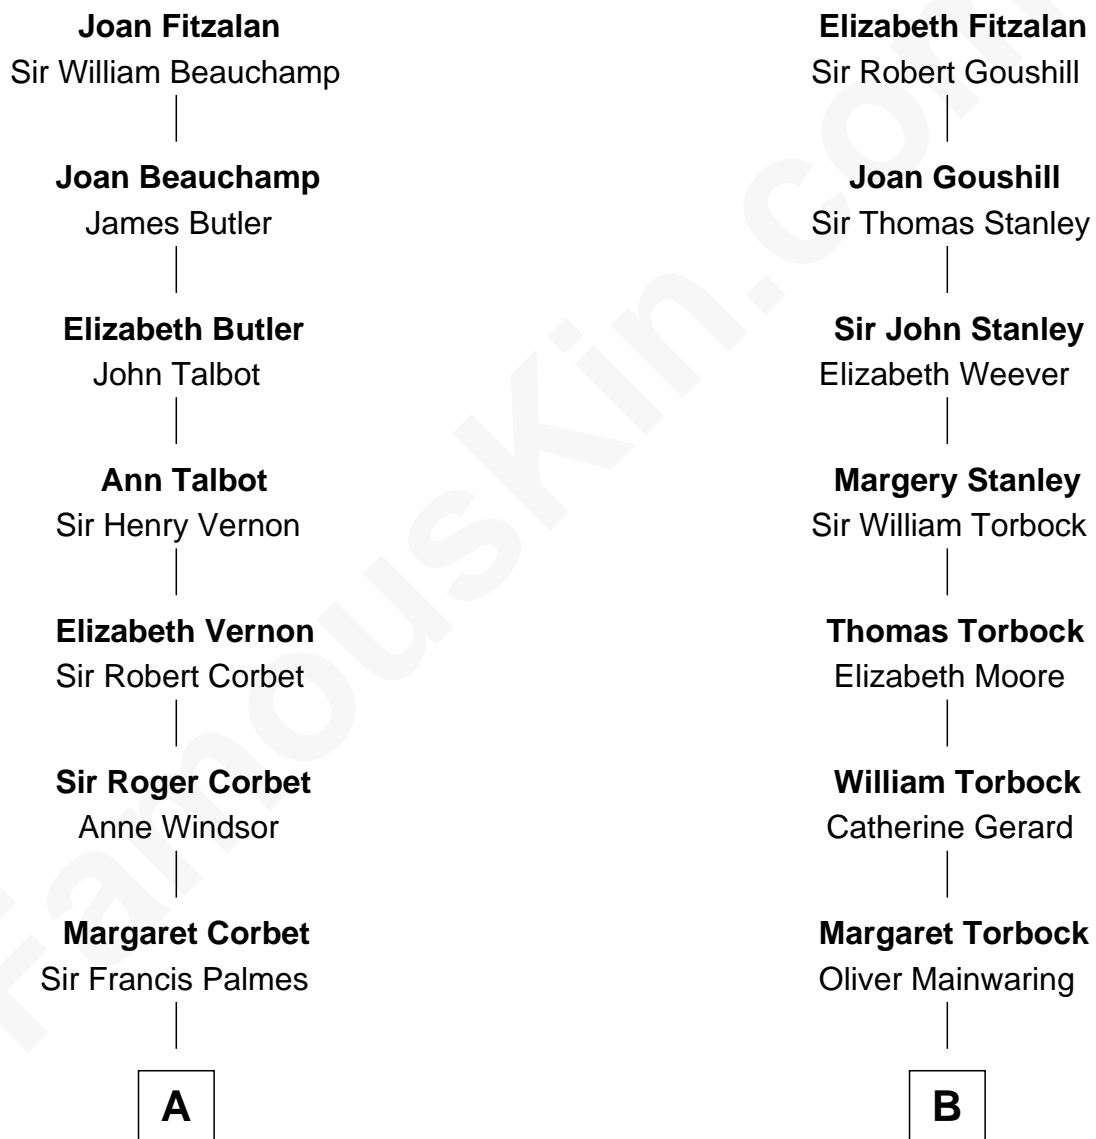 Joan Fitzalan
Sir William Beauchamp
Joan Beauchamp
James Butler
Elizabeth Butler
John Talbot
Ann Talbot
Sir Henry Vernon
Elizabeth Vernon
Sir Robert Corbet
Sir Roger Corbet
Anne Windsor
Margaret Corbet
Sir Francis Palmes
A
Elizabeth Fitzalan
Sir Robert Goushill
Joan Goushill
Sir Thomas Stanley
Sir John Stanley
Elizabeth Weever
Margery Stanley
Sir William Torbock
Thomas Torbock
Elizabeth Moore
William Torbock
Catherine Gerard
Margaret Torbock
Oliver Mainwaring
B
FamousKin.com